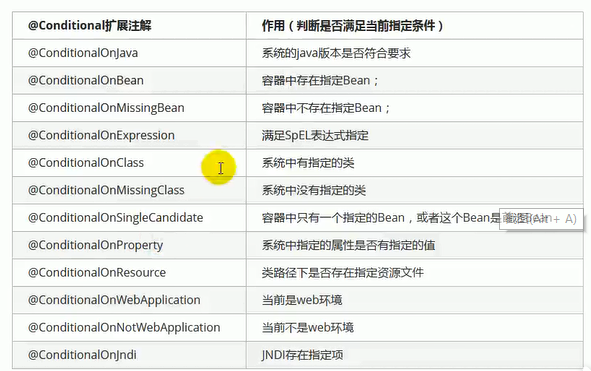 @Conditional扩展注解 作用（判断是否满足当前指定条件）
@ConditionalOnJava 系统的java版本是否符合要求
@ConditionalOnBean 容器中存在指定Bean；
@ConditionalOnMissingBean 容器中不存在指定Bean；
@ConditionalOnExpression 满足SpEL表达式指定
@ConditionalOnClass 系统中有指定的类
@ConditionalOnMissingClass 系统中没有指定的类
@ConditionalOnSingleCandidate 容器中只有一个指定的Bean，或者这个Bean是
@ConditionalOnProperty 系统中指定的属性是否有指定的值
@ConditionalOnResource 类路径下是否存在指定资源文件
@ConditionalOnWebApplication 当前是web环境
@ConditionalOnNotWebApplication 当前不是web环境
@ConditionalOnJndi JNDI存在指定项